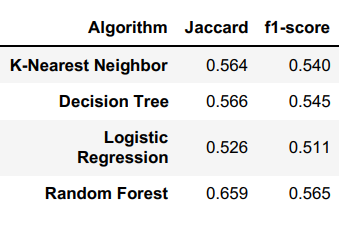 Algorithm Jaccard f1-score
K-Nearest Neighbor 0.564 0.540
Decision Tree 0.566 0.545
Logistic
Regression 0.526 0.511
Random Forest 0.659 0.565